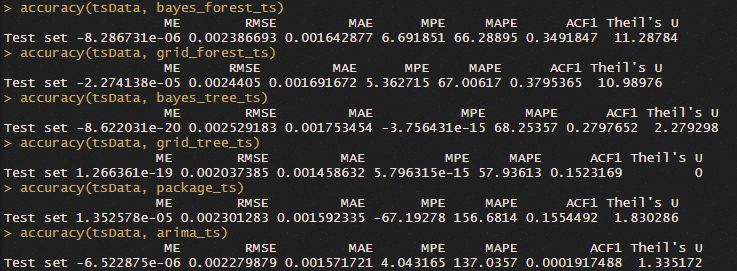 > accuracy(tsData, bayes_forest_ts)
ME RMSE MAE MPE MAPE ACF1 Theil's U
Test set -8.286731e-06 0.002386693 0.001642877 6.691851 66.28895 0.3491847 11.28784
> accuracy(tsData, grid_forest_ts)
ME RMSE MAE MPE MAPE ACF1 Theil's U
Test set -2.274138e-05 0.0024405 0.001691672 5.362715 67.00617 0.3795365 10.98976
> accuracy(tsData, bayes_tree_ts)
ME RMSE MAE MPE MAPE ACF1 Theil's U
Test set -8.622031e-20 0.002529183 0.001753454 -3.756431e-15 68.25357 0.2797652 2.279298
> accuracy(tsData, grid_tree_ts)
ME RMSE MAE MPE MAPE ACF1 Theil's U
Test set 1.266361e-19 0.002037385 0.001458632 5.796315e-15 57.93613 0.1523169 0
> accuracy(tsData, package_ts)
ME RMSE MAE MPE MAPE ACF1 Theil's U
Test set 1.352578e-05 0.002301283 0.001592335 -67.19278 156.6814 0.1554492 1.830286
> accuracy(tsData, arima_ts)
ME RMSE MAE MPE MAPE ACF1 Theil's U
Test set -6.522875e-06 0.002279879 0.001571721 4.043165 137.0357 0.0001917488 1.335172